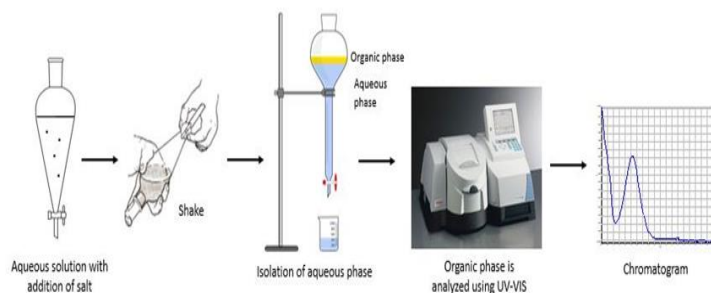 Organic phase
Aqueous
phase
Shake
Aqueous solution with
addition of salt
Isolation of aqueous phase
Organic phase is
analyzed using UV-VIS
Chromatogram